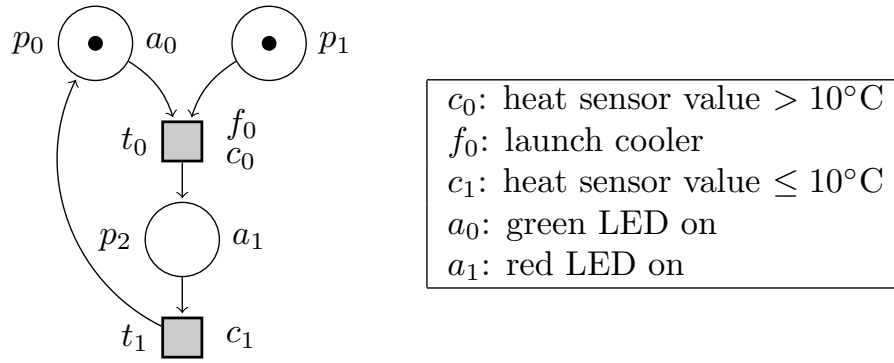 p₀ a₀ p₁
t₀ f₀
c₀
p₂ a₁
t₁ c₁
c₀: heat sensor value > 10°C
f₀: launch cooler
c₁: heat sensor value ≤ 10°C
a₀: green LED on
a₁: red LED on